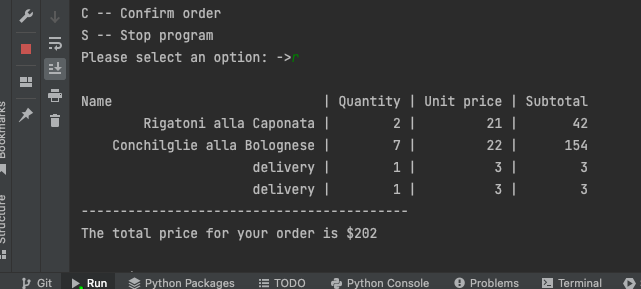 C -- Confirm order
S -- Stop program
Please select an option: ->r
Name | Quantity | Unit price | Subtotal
Rigatoni alla Caponata | 2 | 21 | 42
Conchilglie alla Bolognese | 7 | 22 | 154
delivery | 1 | 3 | 3
delivery | 1 | 3 | 3
-----------------------------------------
The total price for your order is $202
Bookmarks
Structure
Git Run Python Packages TODO Python Console Problems Terminal